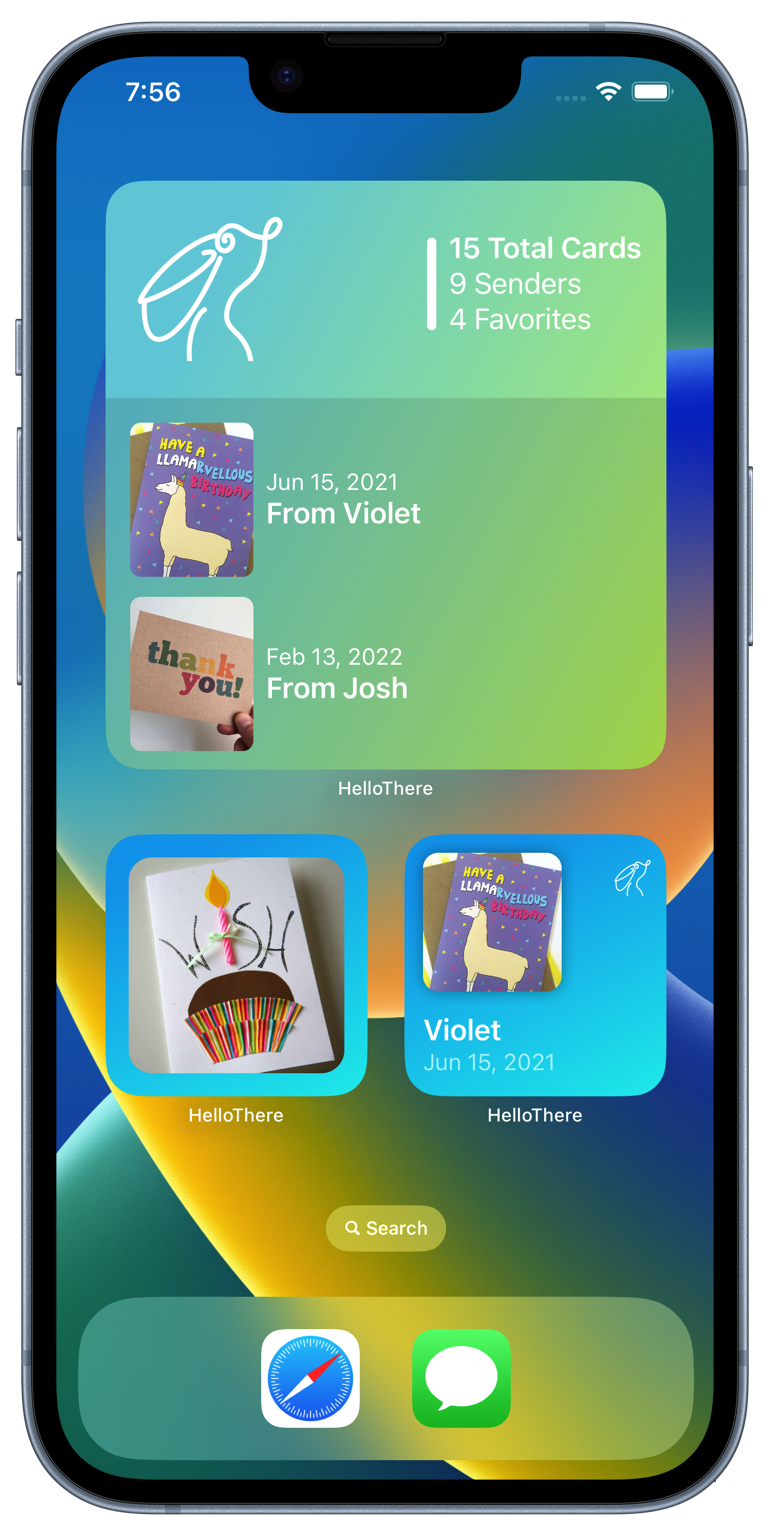 7:56
15 Total Cards
9 Senders
4 Favorites
HAVE A
LLAMARVELLOUS
BIRTHDAY
Jun 15, 2021
From Violet
thank
you!
Feb 13, 2022
From Josh
HelloThere
WISH
HAVE A
LLAMARVELLOUS
BIRTHDAY
Violet
Jun 15, 2021
HelloThere
HelloThere
Search